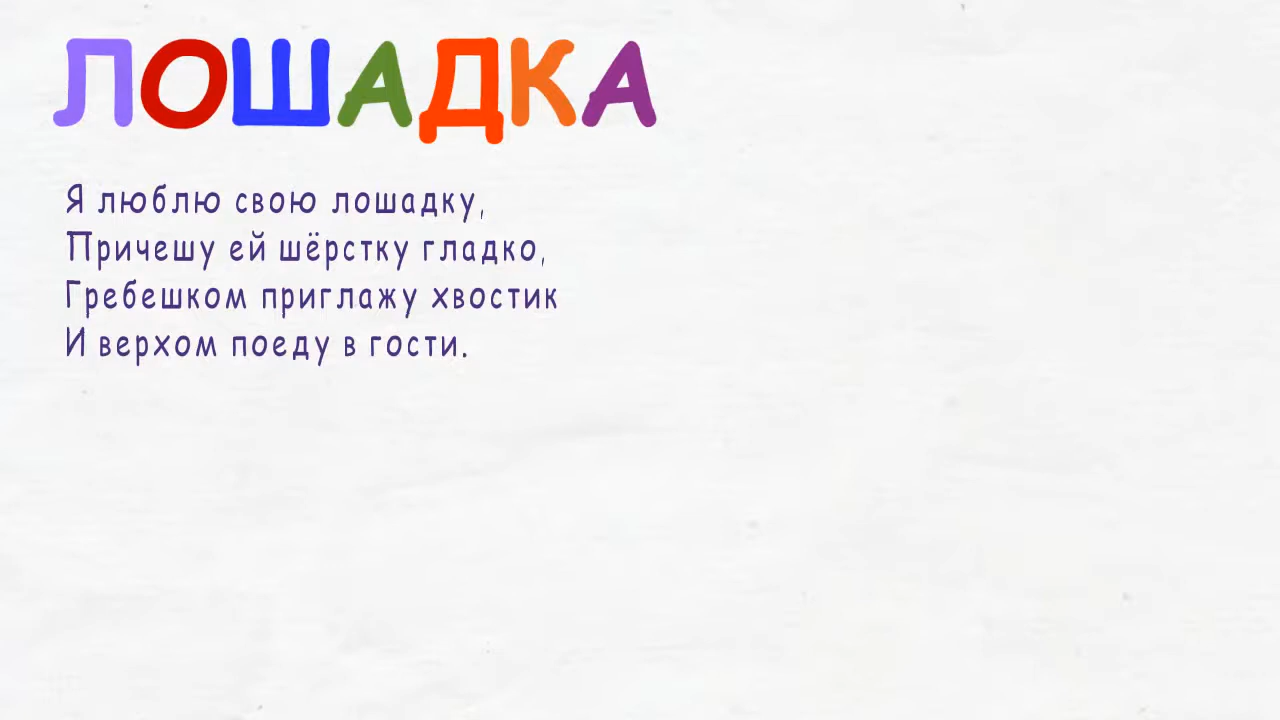 ЛОШАДКА
Я люблю свою лошадку,
Причешу ей шёрстку гладко,
Гребешком приглажу хвостик
И верхом поеду в гости.